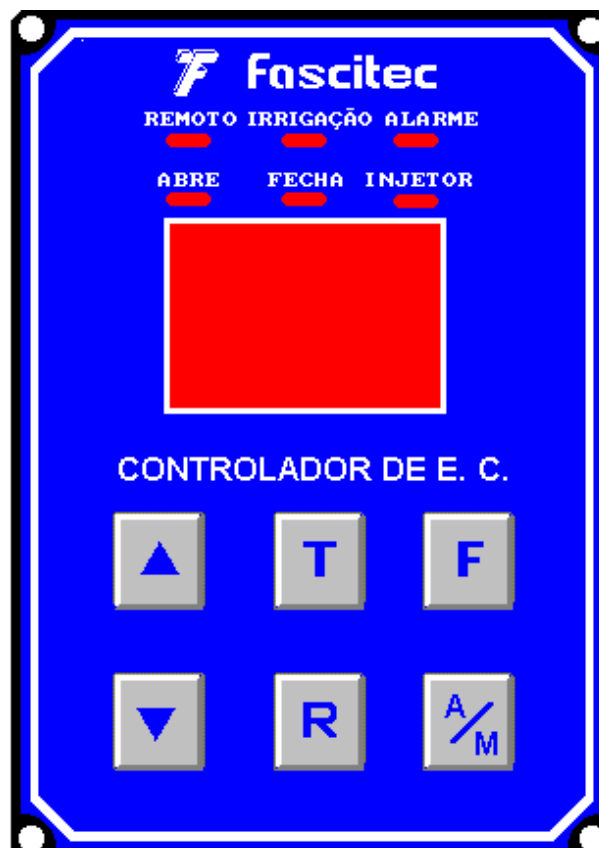 F Fascitec
REMOTO IRRIGAÇÃO ALARME
ABRE FECHA INJETOR
CONTROLADOR DE E. C.
▲ T F
▼ R A/M